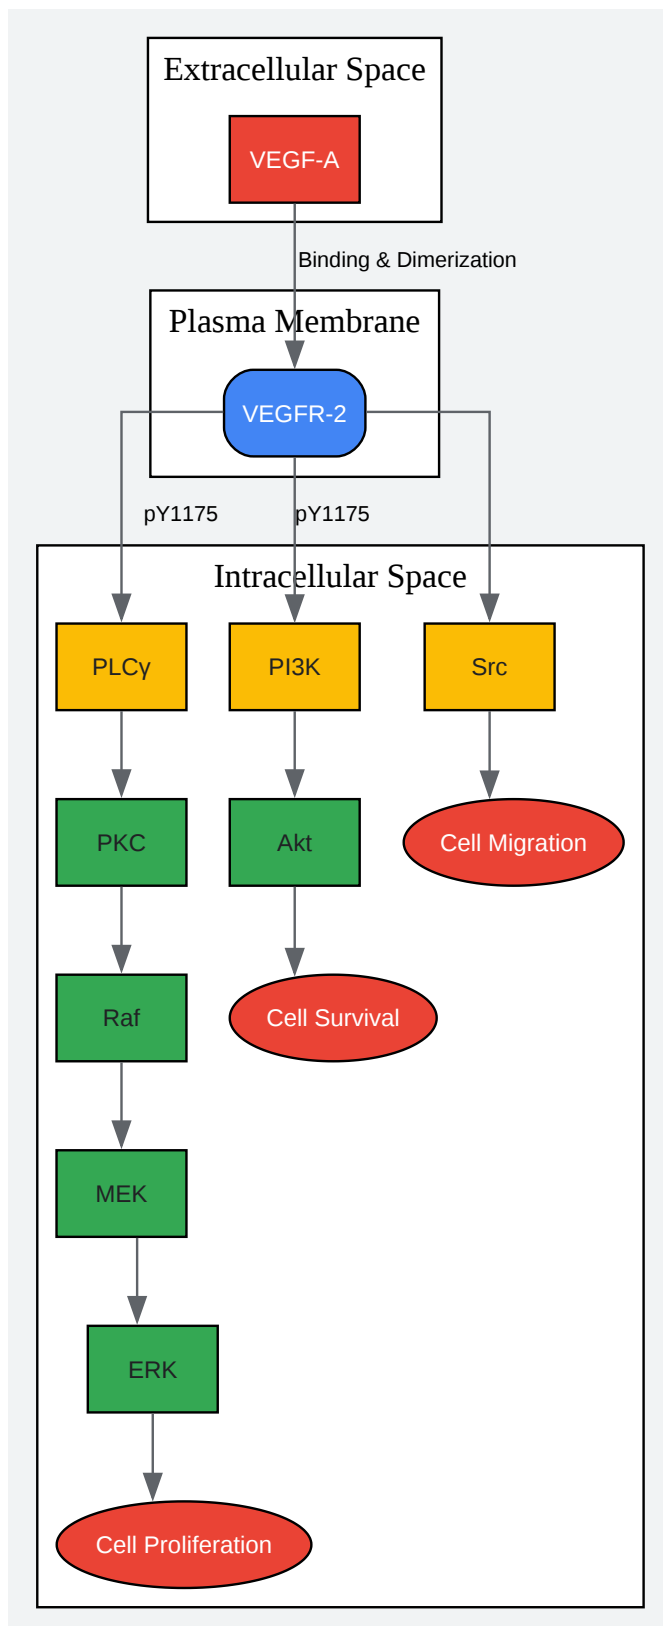 Extracellular Space
VEGF-A
Binding & Dimerization
Plasma Membrane
VEGFR-2
pY1175
pY1175
Intracellular Space
PLCγ
PI3K
Src
PKC
Akt
Cell Migration
Raf
Cell Survival
MEK
ERK
Cell Proliferation